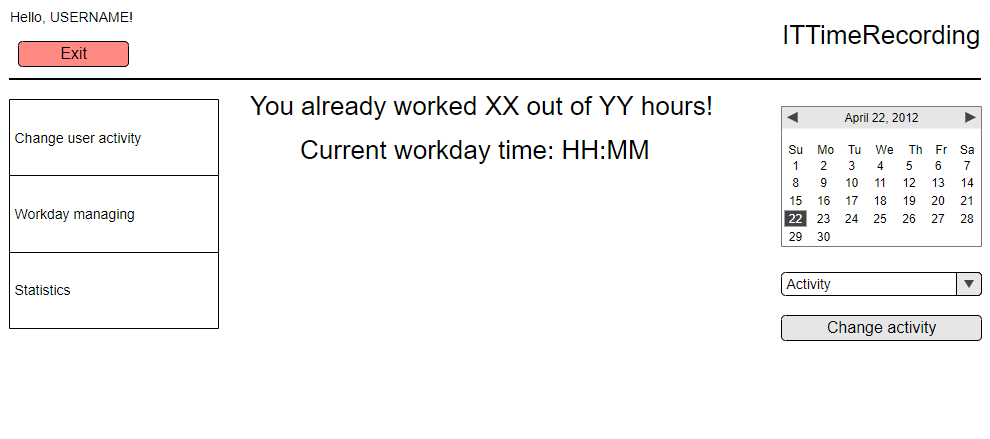 Hello, USERNAME!
Exit
ITTimeRecording
Change user activity
Workday managing
Statistics
You already worked XX out of YY hours!
Current workday time: HH:MM
April 22, 2012
Su Mo Tu We Th Fr Sa
1 2 3 4 5 6 7
8 9 10 11 12 13 14
15 16 17 18 19 20 21
22 23 24 25 26 27 28
29 30
Activity
Change activity